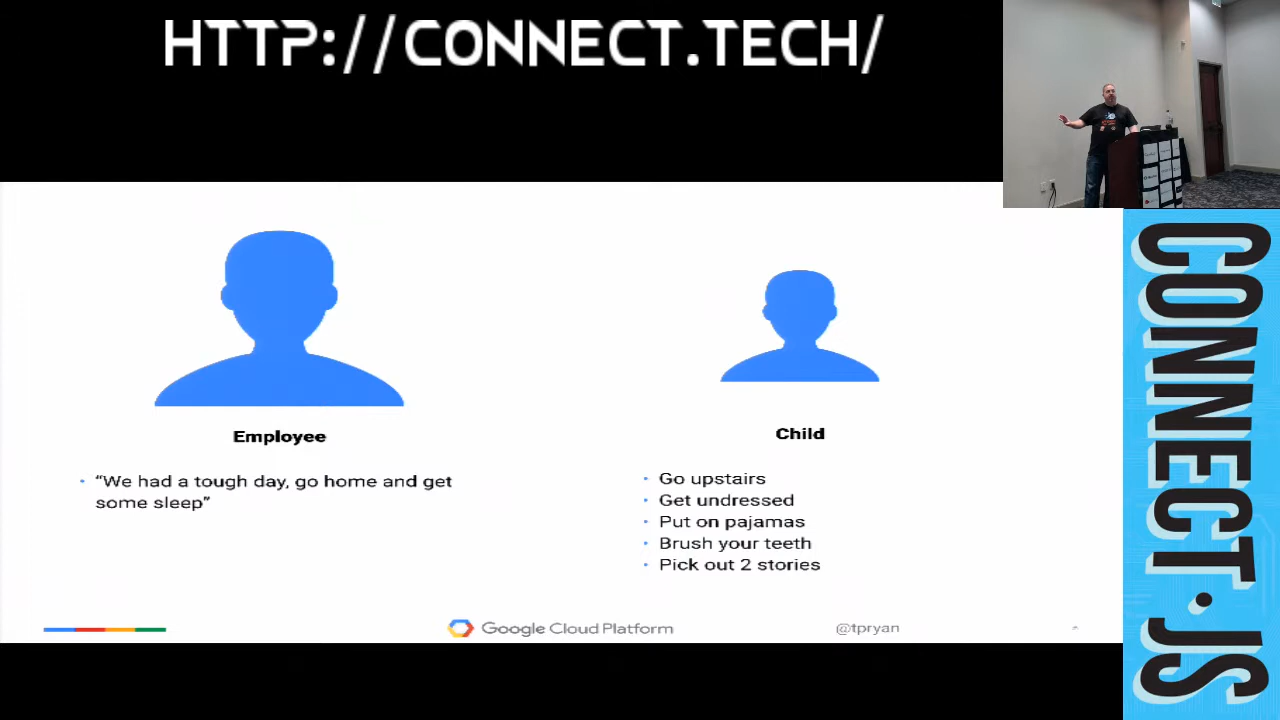 HTTP://CONNECT.TECH/
Employee
“We had a tough day, go home and get
some sleep”
Child
Go upstairs
Get undressed
Put on pajamas
Brush your teeth
Pick out 2 stories
Google Cloud Platform
@tpryan
CONNECT.JS